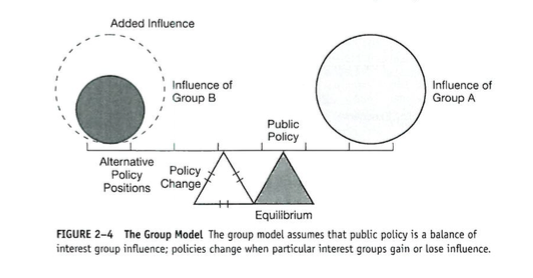 Added Influence
Influence of
Group B
Influence of
Group A
Public
Policy
Alternative
Policy
Positions
Policy
Change
Equilibrium
FIGURE 2–4 The Group Model The group model assumes that public policy is a balance of
interest group influence; policies change when particular interest groups gain or lose influence.